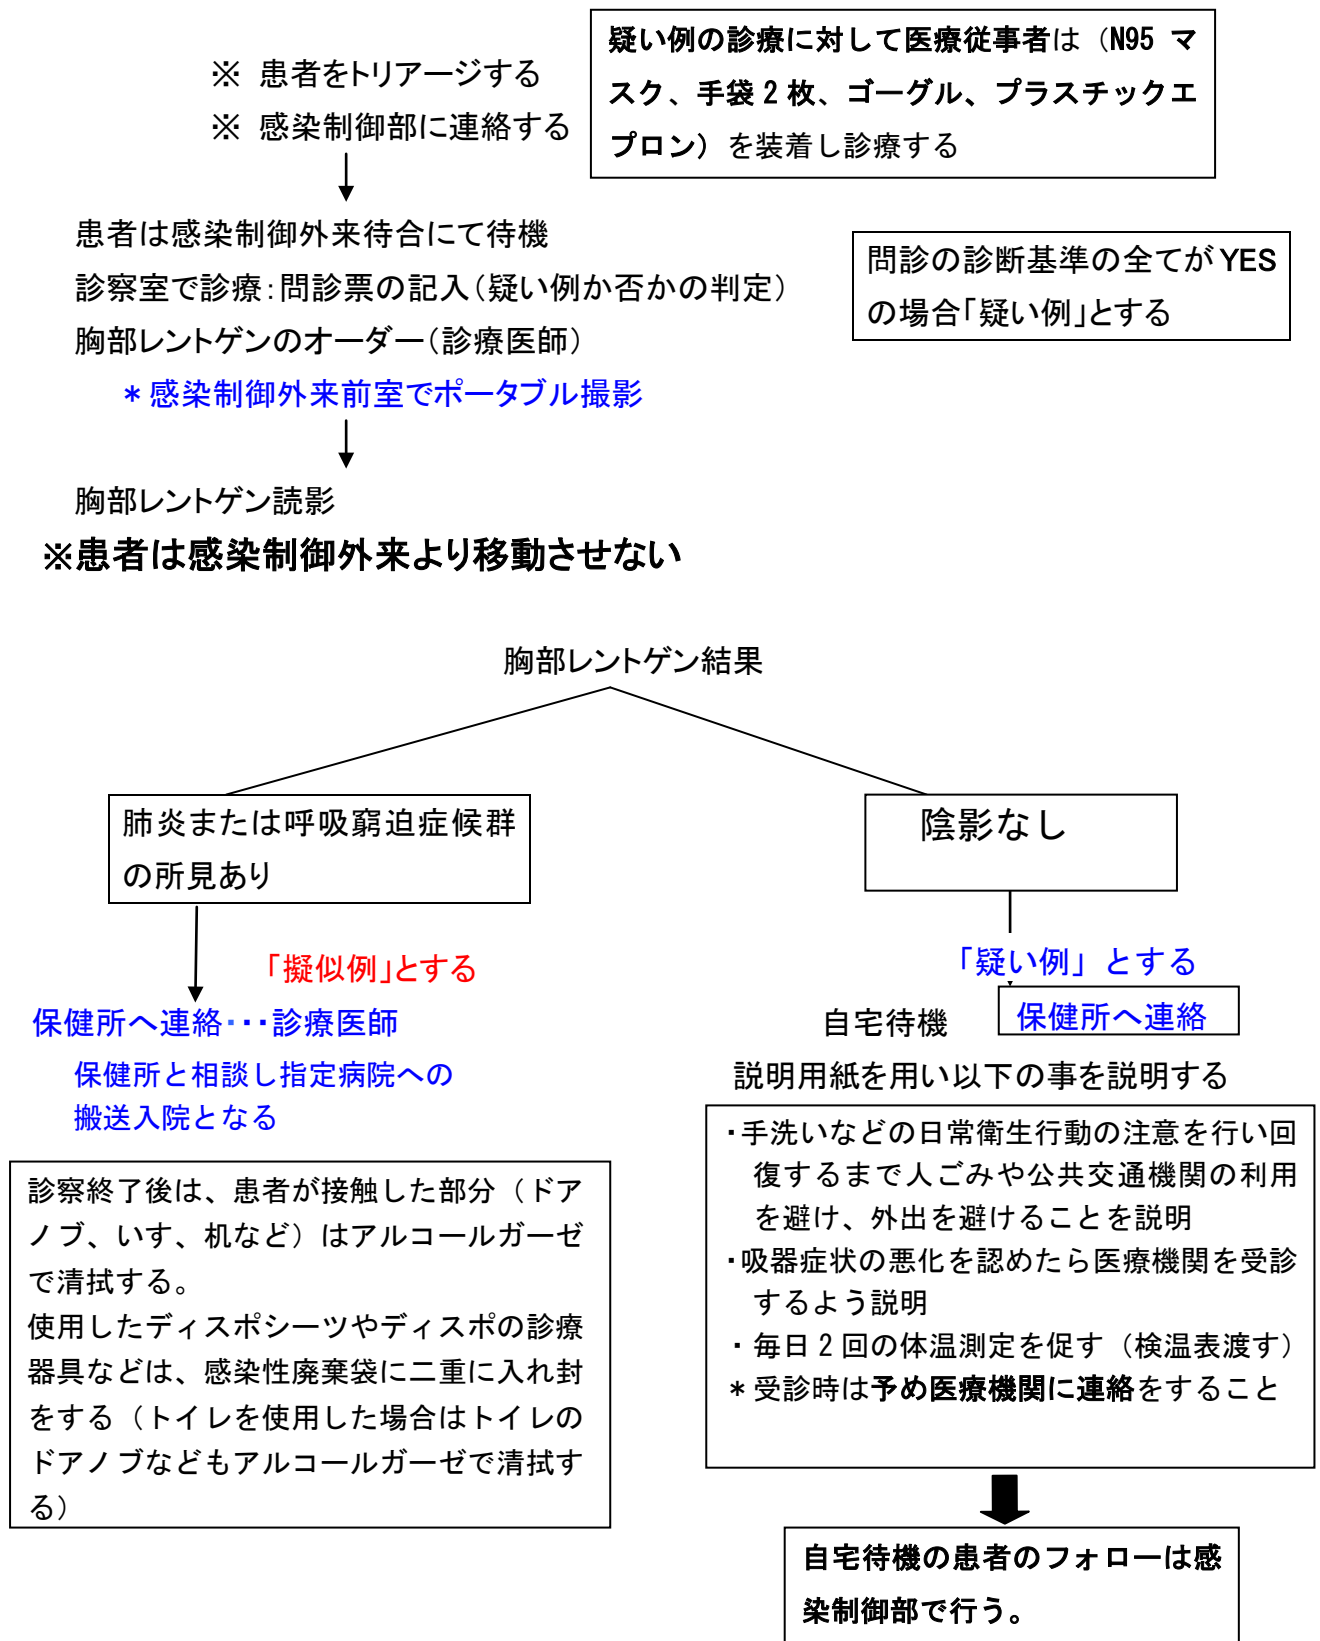 ※ 患者をトリアージする
※ 感染制御部に連絡する
疑い例の診療に対して医療従事者は（N95 マ
スク、手袋２枚、ゴーグル、プラスチックエ
プロン）を装着し診療する
患者は感染制御外来待合にて待機
診察室で診療：問診票の記入（疑い例か否かの判定）
胸部レントゲンのオーダー（診療医師）
＊感染制御外来前室でポータブル撮影
問診の診断基準の全てが YES
の場合「疑い例」とする
胸部レントゲン読影
※患者は感染制御外来より移動させない
胸部レントゲン結果
肺炎または呼吸窮迫症候群
の所見あり
「擬似例」とする
保健所へ連絡・・・診療医師
保健所と相談し指定病院への
搬送入院となる
診察終了後は、患者が接触した部分（ドア
ノブ、いす、机など）はアルコールガーゼ
で清拭する。
使用したディスポシーツやディスポの診療
器具などは、感染性廃棄袋に二重に入れ封
をする（トイレを使用した場合はトイレの
ドアノブなどもアルコールガーゼで清拭す
る）
陰影なし
「疑い例」とする
自宅待機
保健所へ連絡
説明用紙を用い以下の事を説明する
・手洗いなどの日常衛生行動の注意を行い回
復するまで人ごみや公共交通機関の利用
を避け、外出を避けることを説明
・吸器症状の悪化を認めたら医療機関を受診
するよう説明
・毎日２回の体温測定を促す（検温表渡す）
＊受診時は予め医療機関に連絡をすること
自宅待機の患者のフォローは感
染制御部で行う。